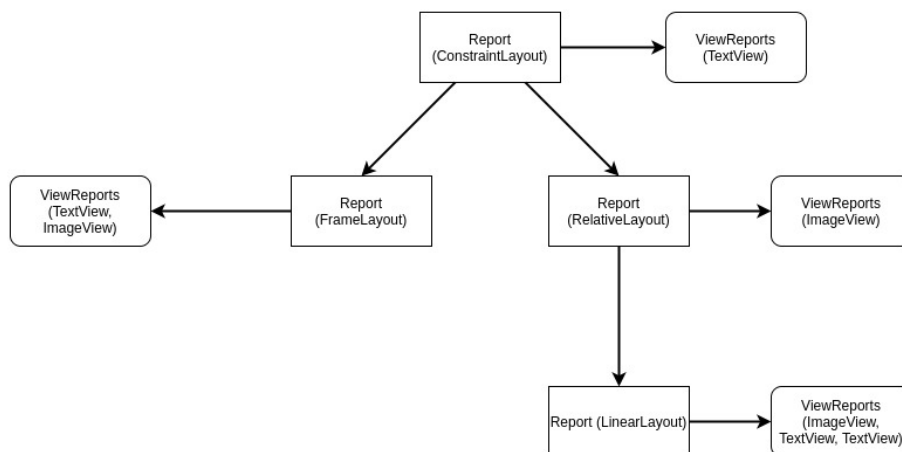 Report
(ConstraintLayout)
ViewReports
(TextView)
ViewReports
(TextView,
ImageView)
Report
(FrameLayout)
Report
(RelativeLayout)
ViewReports
(ImageView)
Report (LinearLayout)
ViewReports
(ImageView,
TextView, TextView)